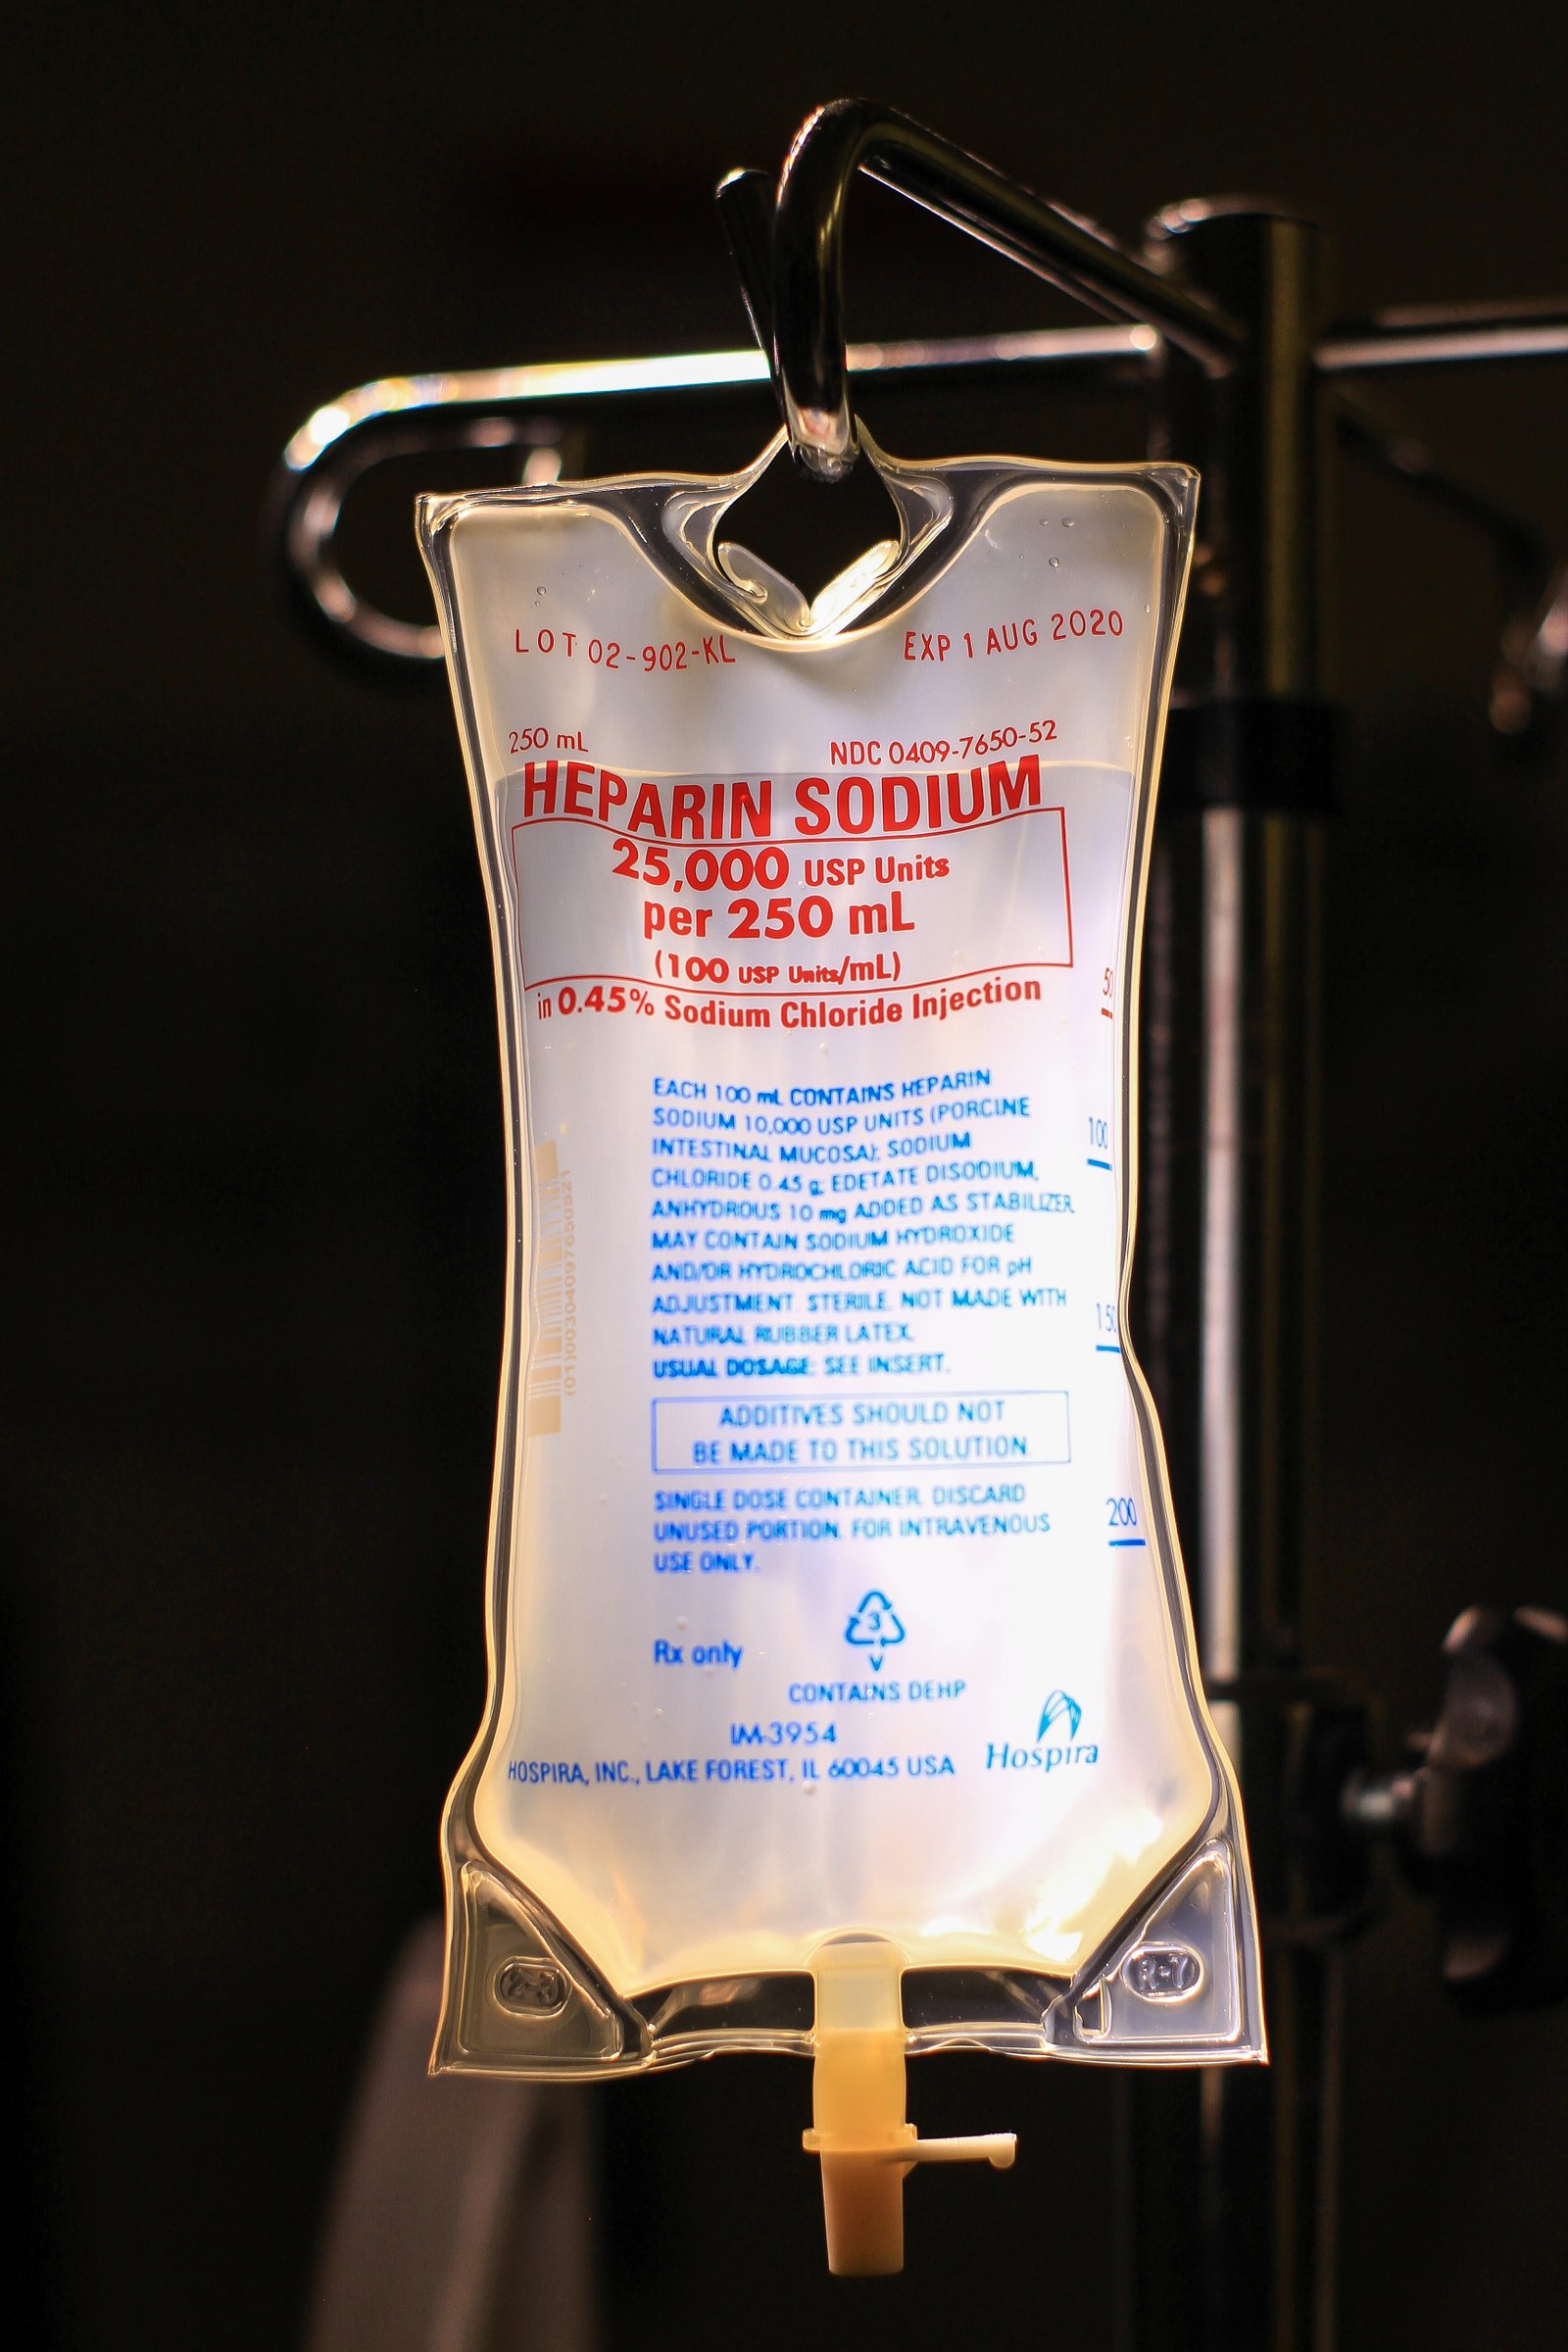 LOT 02-902-KL
EXP 1 AUG 2020
250 mL
NDC 0409-7650-52
HEPARIN SODIUM
25,000 USP Units
per 250 mL
(100 USP Units/mL)
in 0.45% Sodium Chloride Injection
50
EACH 100 mL CONTAINS HEPARIN
SODIUM 10,000 USP UNITS (PORCINE
INTESTINAL MUCOSA); SODIUM
CHLORIDE 0.45 g; EDETATE DISODIUM,
ANHYDROUS 10 mg ADDED AS STABILIZER
MAY CONTAIN SODIUM HYDROXIDE
AND/OR HYDROCHLORIC ACID FOR pH
ADJUSTMENT. STERILE. NOT MADE WITH
NATURAL RUBBER LATEX.
USUAL DOSAGE: SEE INSERT.
100
150
(01)00304097650521
ADDITIVES SHOULD NOT
BE MADE TO THIS SOLUTION.
SINGLE DOSE CONTAINER. DISCARD
UNUSED PORTION. FOR INTRAVENOUS
USE ONLY.
200
3
V
Rx only
CONTAINS DEHP
IM-3954
HOSPIRA, INC., LAKE FOREST, IL 60045 USA
Hospira
R-7